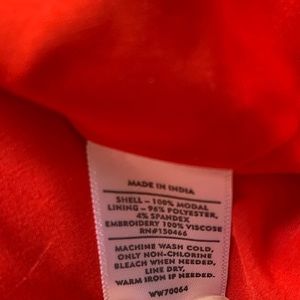 MADE IN INDIA
SHELL – 100% MODAL
LINING – 96% POLYESTER,
4% SPANDEX
EMBROIDERY 100% VISCOSE
RN#150466
MACHINE WASH COLD,
ONLY NON-CHLORINE
BLEACH WHEN NEEDED,
LINE DRY,
WARM IRON IF NEEDED.
WW70064